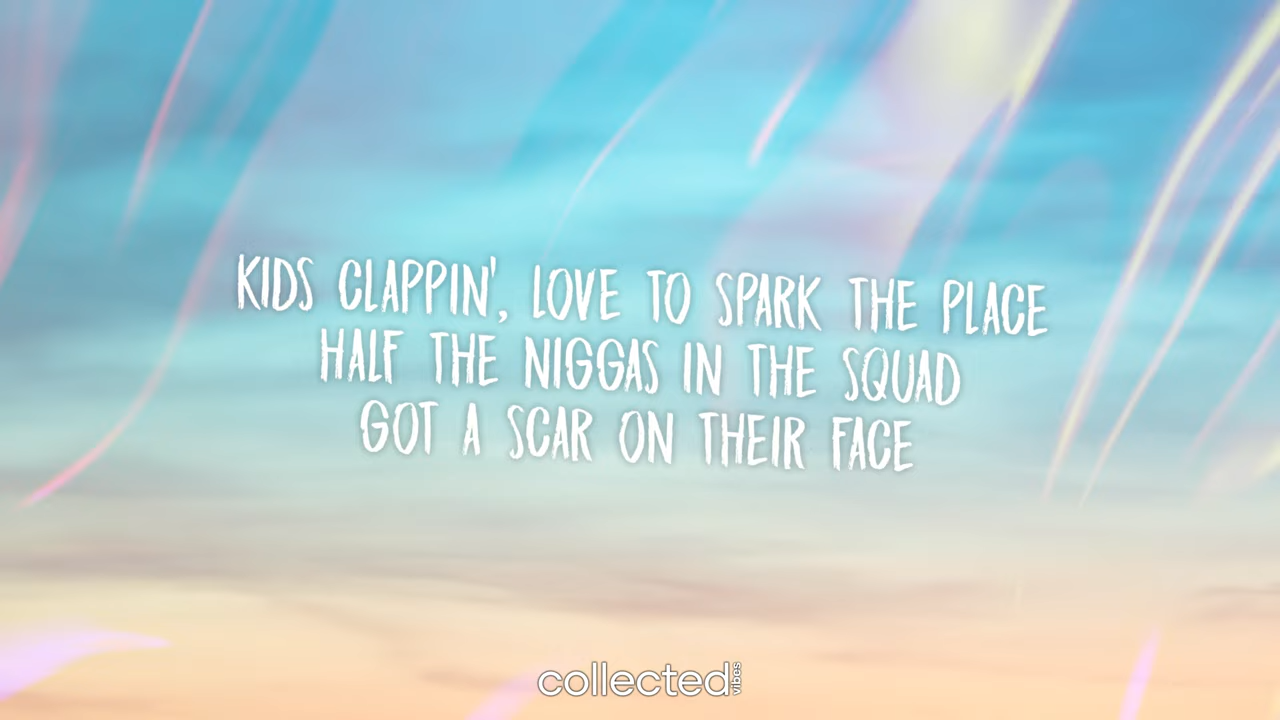 KIDS CLAPPIN', LOVE TO SPARK THE PLACE
HALF THE NIGGAS IN THE SQUAD
GOT A SCAR ON THEIR FACE
collected vibes